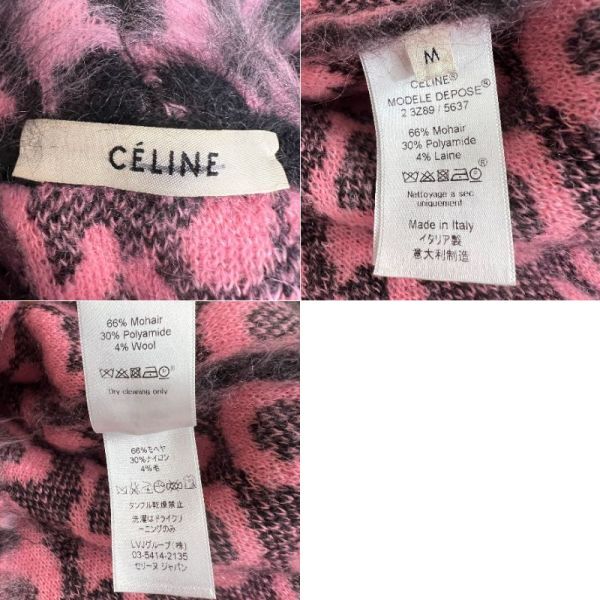 CÉLINE
M
CÉLINE®
MODELE DEPOSE®
2 3Z89 / 5637
66% Mohair
30% Polyamide
4% Laine
Nettoyage a sec
uniquement
Made in Italy
イタリア製
意大利制造
66% Mohair
30% Polyamide
4% Wool
Dry cleaning only
66%モヘヤ
30%ナイロン
4%毛
タンブル乾燥禁止
洗濯はドライクリ
ーニングのみ
LVJグループ(株)
03-5414-2135
セリーヌ ジャパン